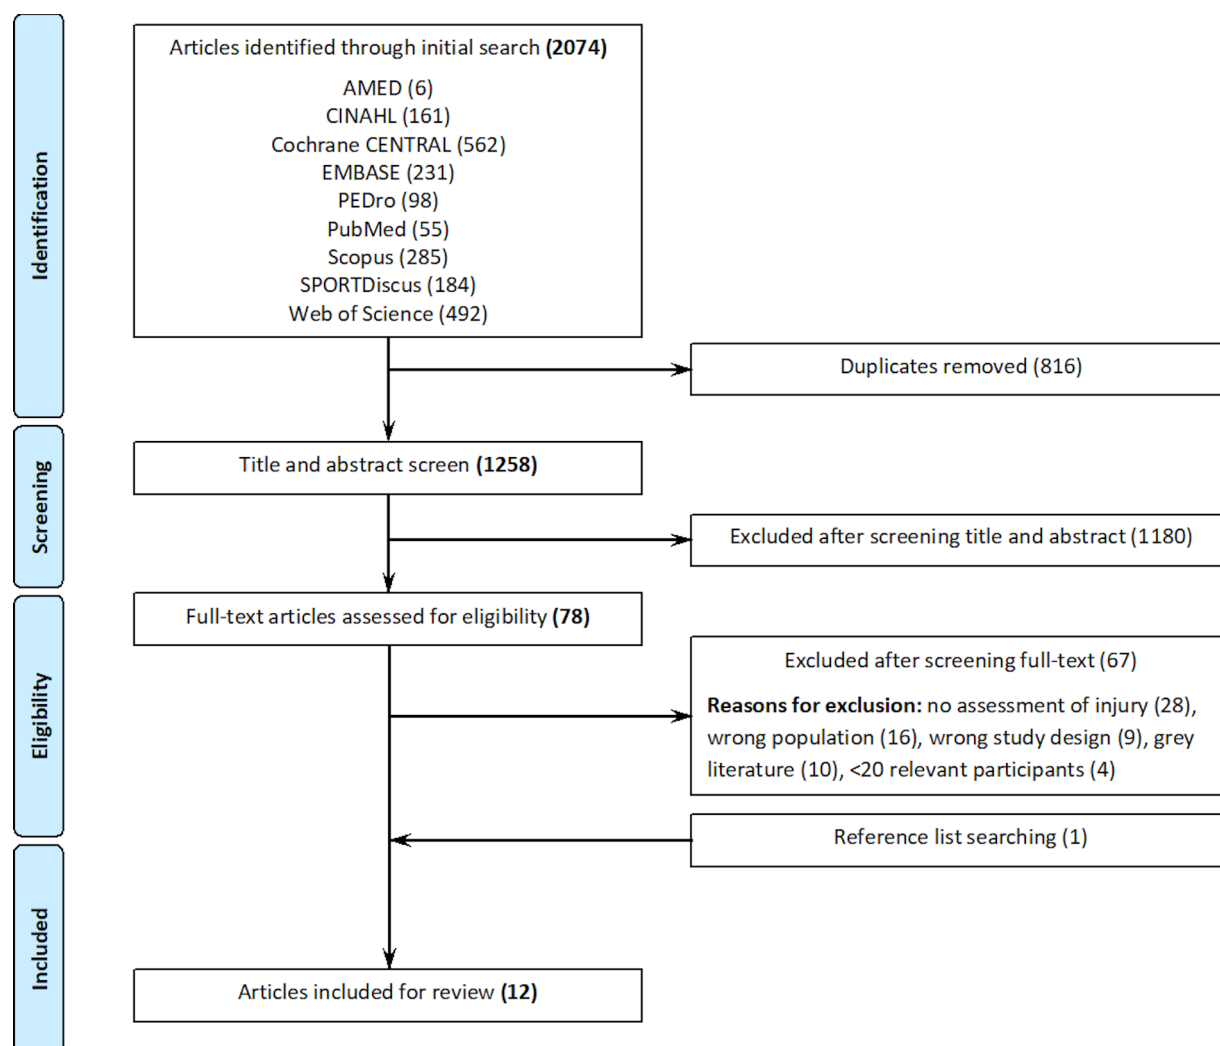 Identification
Articles identified through initial search (2074)
AMED (6)
CINAHL (161)
Cochrane CENTRAL (562)
EMBASE (231)
PEDro (98)
PubMed (55)
Scopus (285)
SPORTDiscus (184)
Web of Science (492)
Duplicates removed (816)
Screening
Title and abstract screen (1258)
Excluded after screening title and abstract (1180)
Eligibility
Full-text articles assessed for eligibility (78)
Excluded after screening full-text (67)
Reasons for exclusion: no assessment of injury (28),
wrong population (16), wrong study design (9), grey
literature (10), <20 relevant participants (4)
Reference list searching (1)
Included
Articles included for review (12)